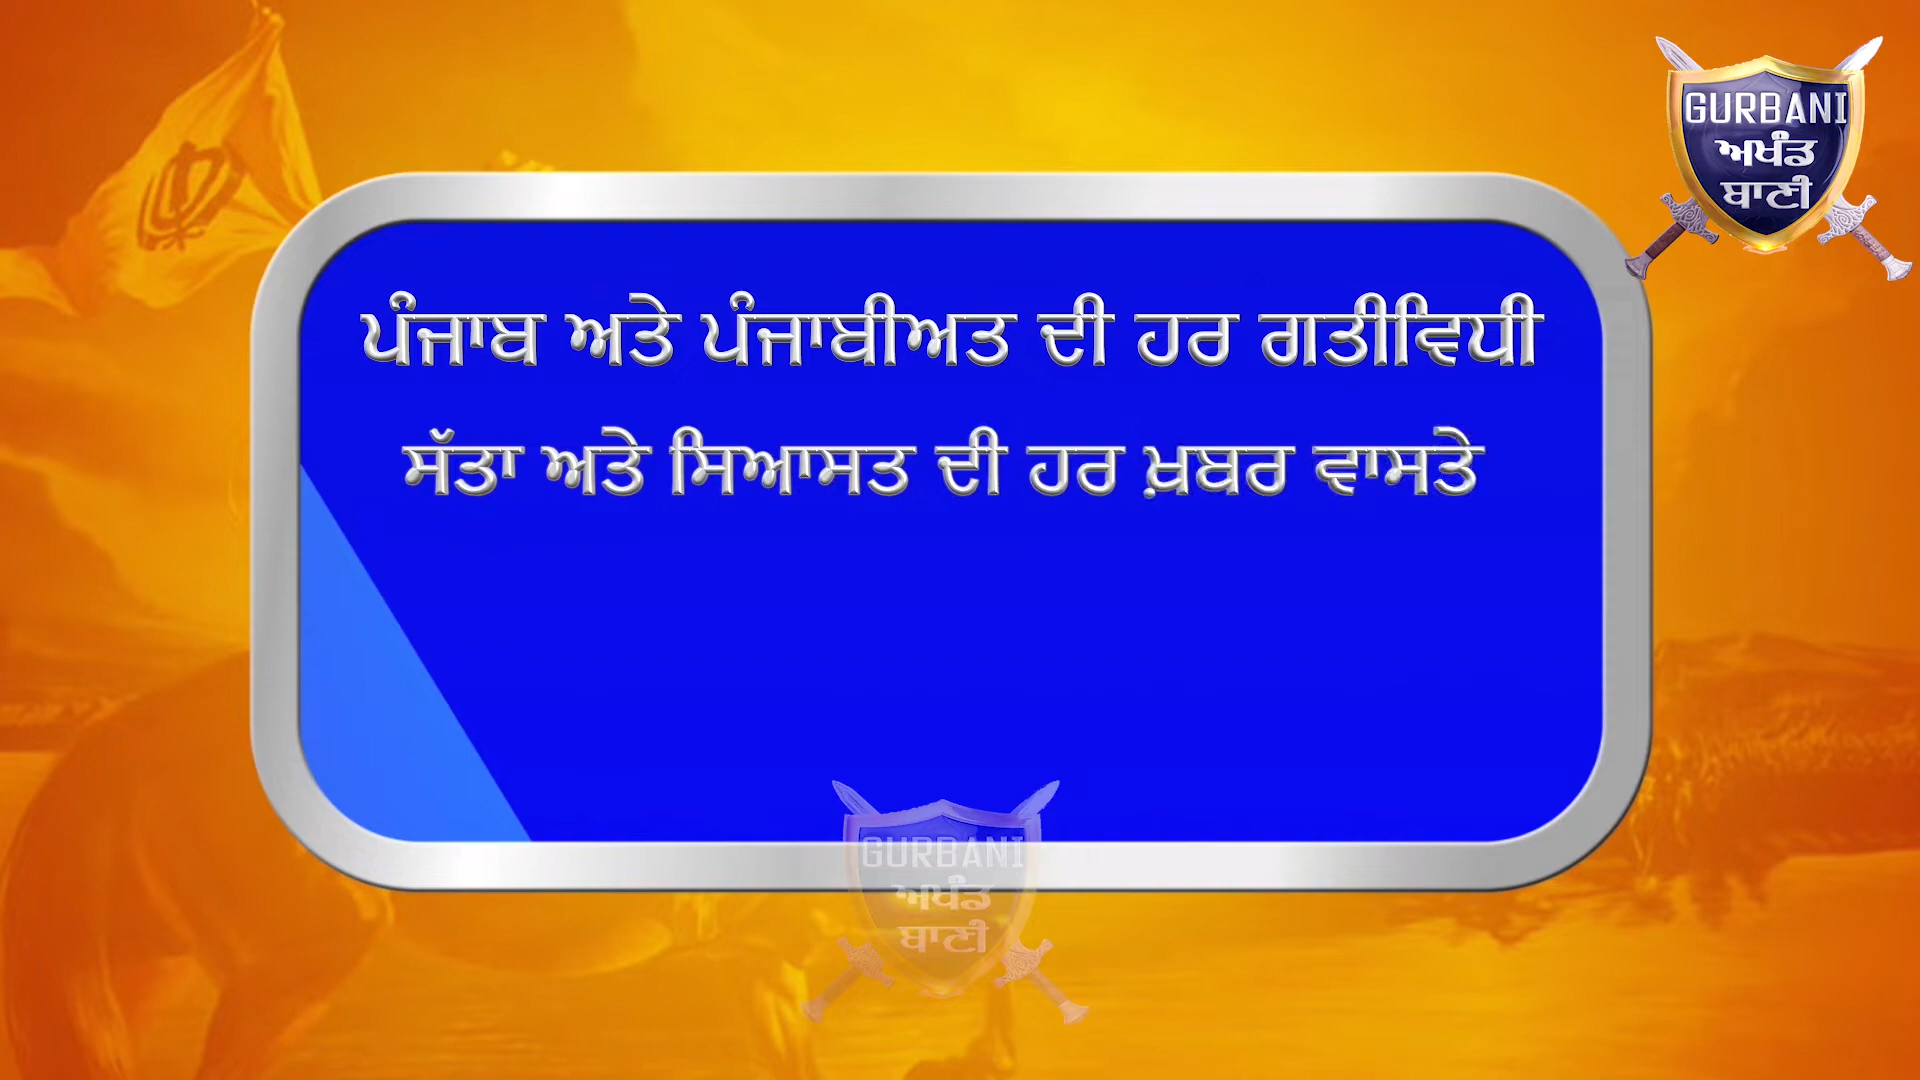 GURBANI
ਅਖੰਡ
ਬਾਣੀ
ਪੰਜਾਬ ਅਤੇ ਪੰਜਾਬੀਅਤ ਦੀ ਹਰ ਗਤੀਵਿਧੀ
ਸੱਤਾ ਅਤੇ ਸਿਆਸਤ ਦੀ ਹਰ ਖ਼ਬਰ ਵਾਸਤੇ
GURBANI
ਅਖੰਡ
ਬਾਣੀ